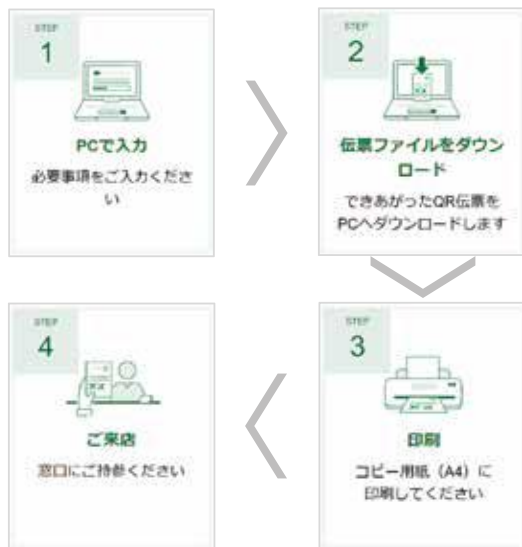 STEP
1
PCで入力
必要事項をご入力くださ
い
STEP
2
伝票ファイルをダウン
ロード
できあがったQR伝票を
PCへダウンロードします
STEP
3
印刷
コピー用紙（A4）に
印刷してください
STEP
4
ご来店
窓口にご持参ください